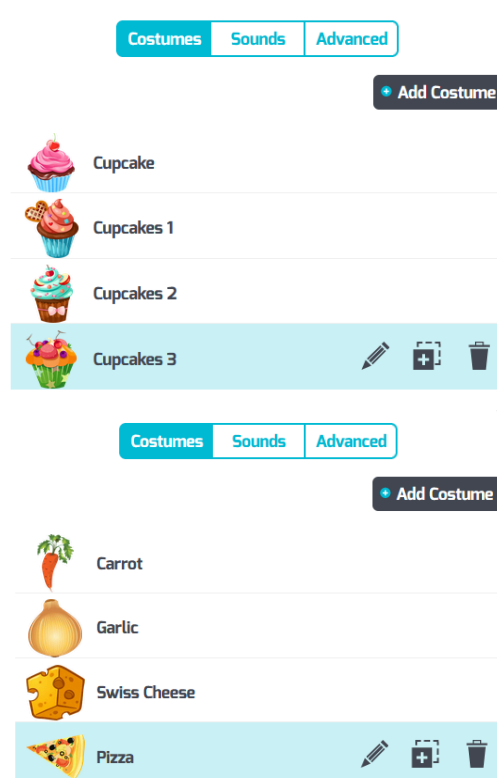 Costumes Sounds Advanced
Add Costume
Cupcake
Cupcakes 1
Cupcakes 2
Cupcakes 3
Costumes Sounds Advanced
Add Costume
Carrot
Garlic
Swiss Cheese
Pizza